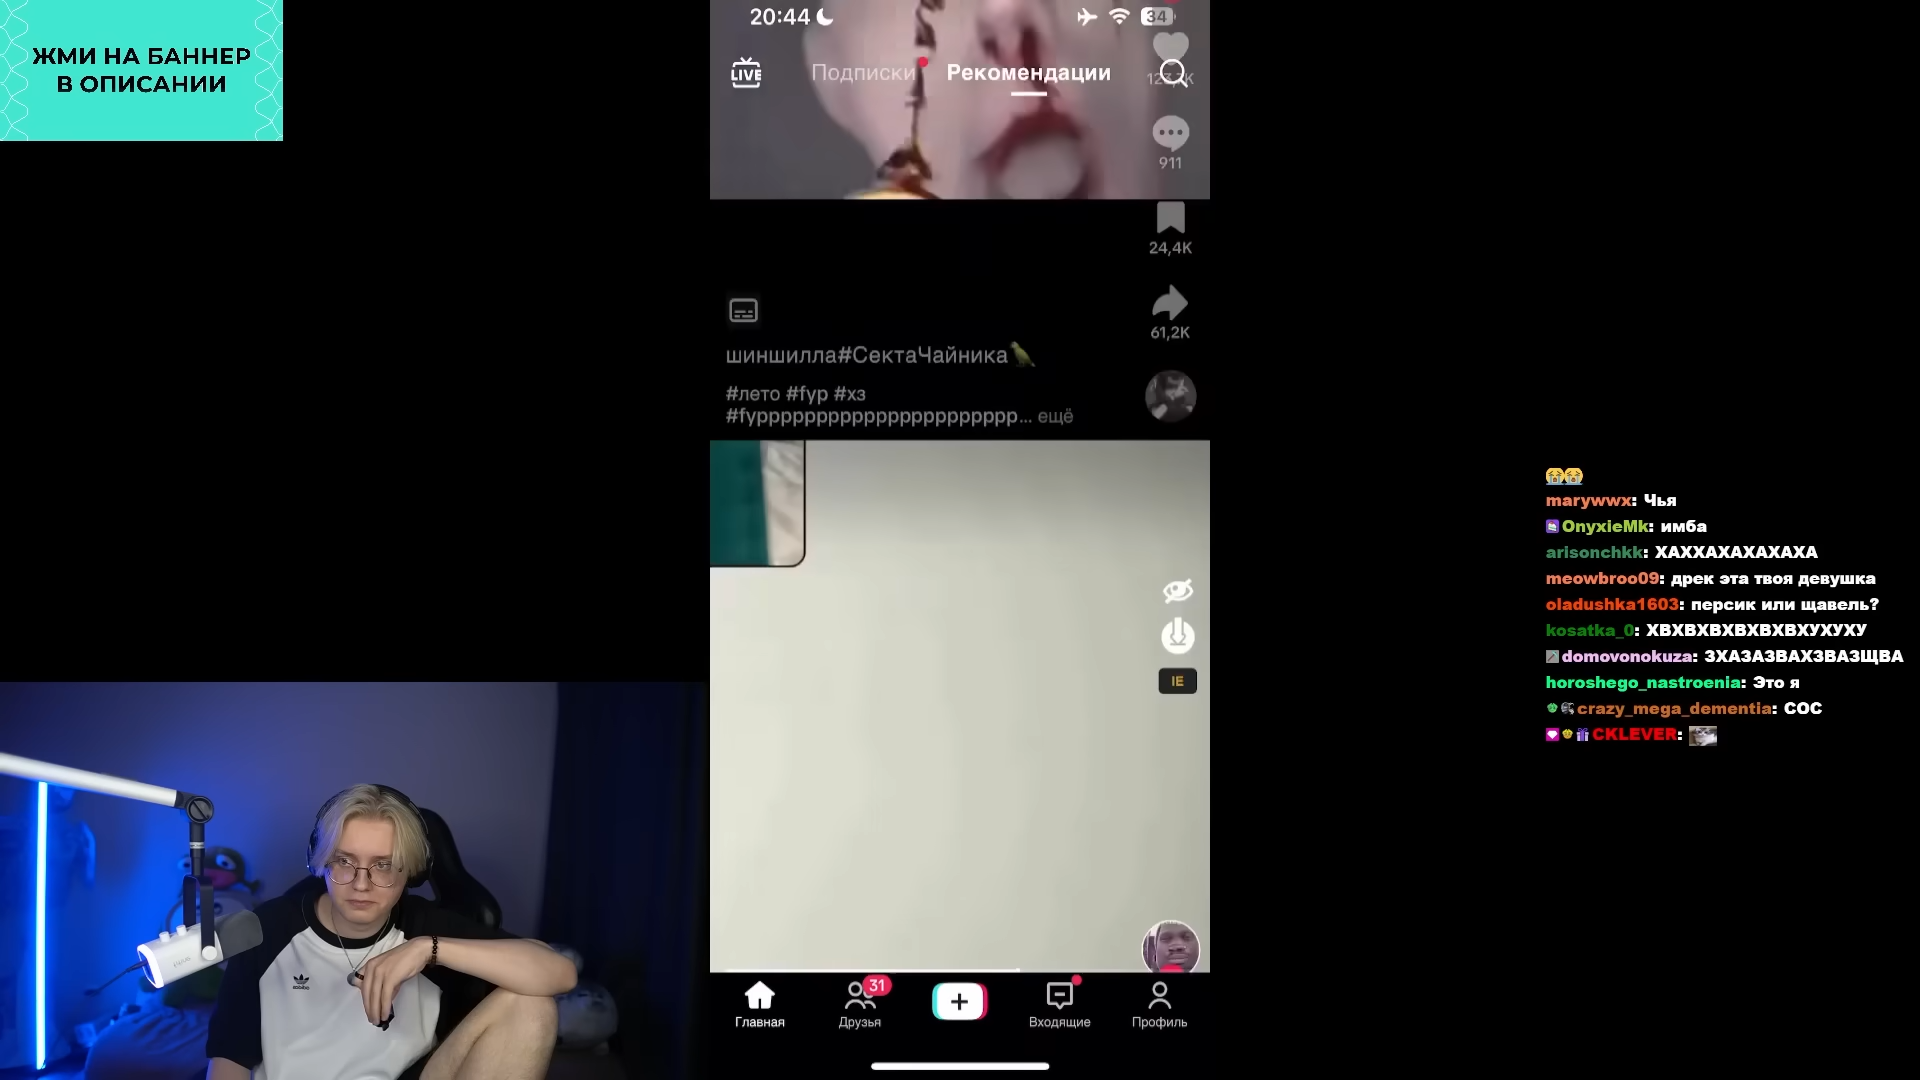 ЖМИ НА БАННЕР
В ОПИСАНИИ
20:44
34
LIVE
Подписки
Рекомендации
911
24,4K
61,2K
шиншилла#СектаЧайника
#лето #fyp #хз
#fyppppppppppppppppppppp... ещё
IE
31
Главная
Друзья
Входящие
Профиль
marywwx: Чья
OnyxieMk: имба
arisonchkk: ХАХХАХАХАХАХА
meowbroo09: дрек эта твоя девушка
oladushka1603: персик или щавель?
kosatka_0: ХВХВХВХВХВХВХУХУХУ
domovonokuza: ЗХАЗАЗВАХЗВАЗЩВА
horoshego_nastroenia: Это я
crazy_mega_dementia: СОС
CKLEVER: